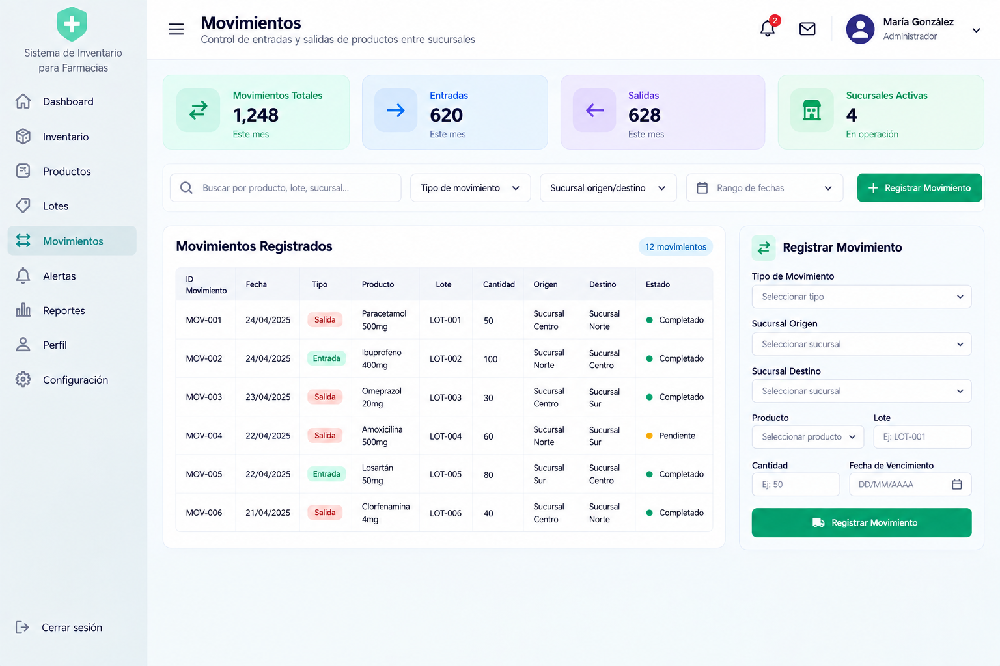 Sistema de Inventario
para Farmacias
Dashboard
Inventario
Productos
Lotes
Movimientos
Alertas
Reportes
Perfil
Configuración
Cerrar sesión
Movimientos
Control de entradas y salidas de productos entre sucursales
2
María González
Administrador
Movimientos Totales
1,248
Este mes
Entradas
620
Este mes
Salidas
628
Este mes
Sucursales Activas
4
En operación
Buscar por producto, lote, sucursal...
Tipo de movimiento
Sucursal origen/destino
Rango de fechas
Registrar Movimiento
Movimientos Registrados
12 movimientos
ID Movimiento Fecha Tipo Producto Lote Cantidad Origen Destino Estado
MOV-001 24/04/2025 Salida Paracetamol 500mg LOT-001 50 Sucursal Centro Sucursal Norte Completado
MOV-002 24/04/2025 Entrada Ibuprofeno 400mg LOT-002 100 Sucursal Norte Sucursal Centro Completado
MOV-003 23/04/2025 Salida Omeprazol 20mg LOT-003 30 Sucursal Centro Sucursal Sur Completado
MOV-004 22/04/2025 Salida Amoxicilina 500mg LOT-004 60 Sucursal Norte Sucursal Sur Pendiente
MOV-005 22/04/2025 Entrada Losartán 50mg LOT-005 80 Sucursal Sur Sucursal Centro Completado
MOV-006 21/04/2025 Salida Clorfenamina 4mg LOT-006 40 Sucursal Centro Sucursal Norte Completado
Registrar Movimiento
Tipo de Movimiento
Seleccionar tipo
Sucursal Origen
Seleccionar sucursal
Sucursal Destino
Seleccionar sucursal
Producto Lote
Seleccionar producto Ej: LOT-001
Cantidad Fecha de Vencimiento
Ej: 50 DD/MM/AAAA
Registrar Movimiento